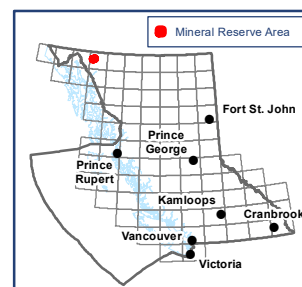 Mineral Reserve Area
Fort St. John
Prince
George
Prince
Rupert
Kamloops
Cranbrook
Vancouver
Victoria